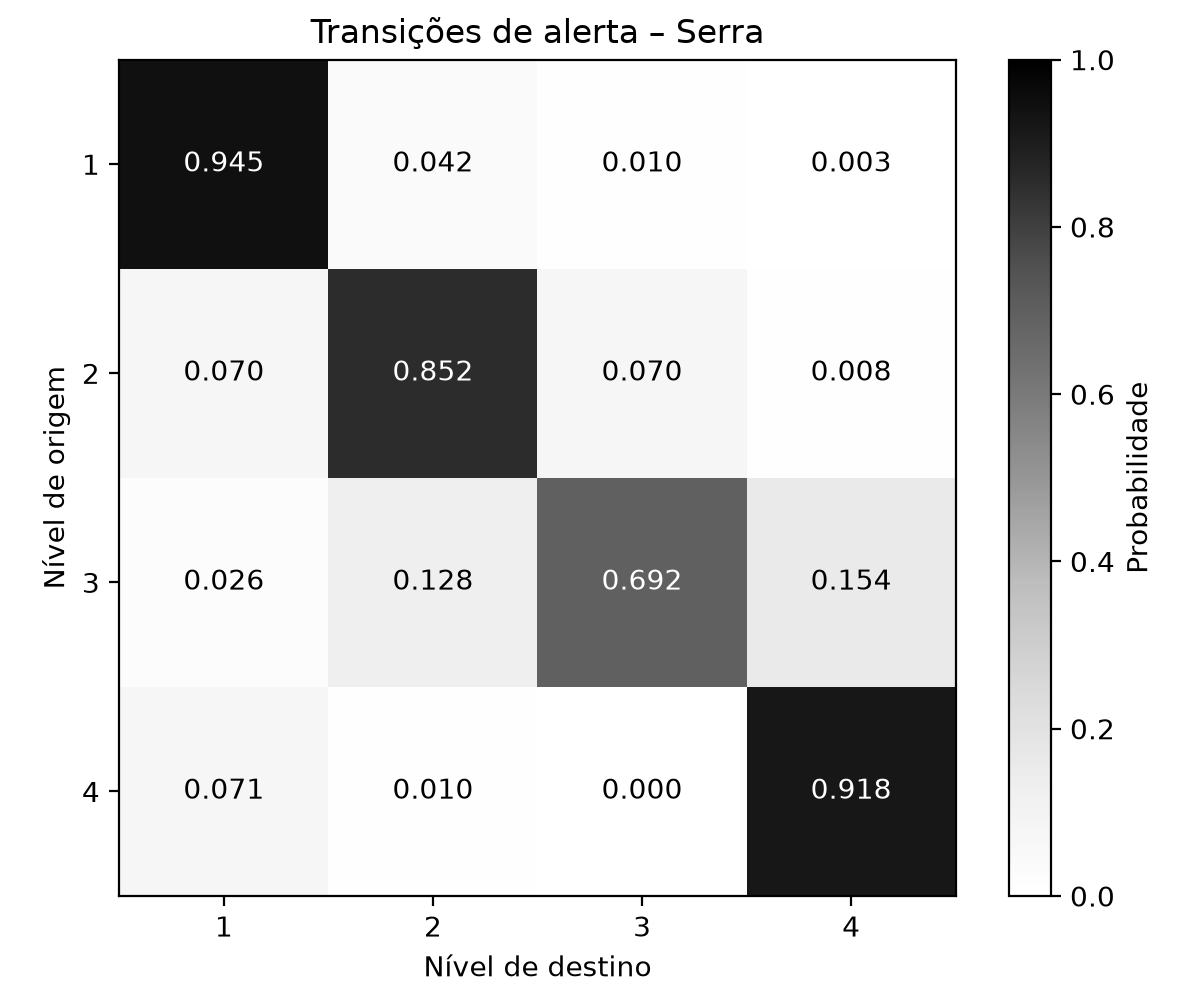 Transições de alerta – Serra
Nível de origem
1
0.945 0.042 0.010 0.003
2
0.070 0.852 0.070 0.008
3
0.026 0.128 0.692 0.154
4
0.071 0.010 0.000 0.918
1 2 3 4
Nível de destino
1.0
0.8
0.6
0.4
0.2
0.0
Probabilidade